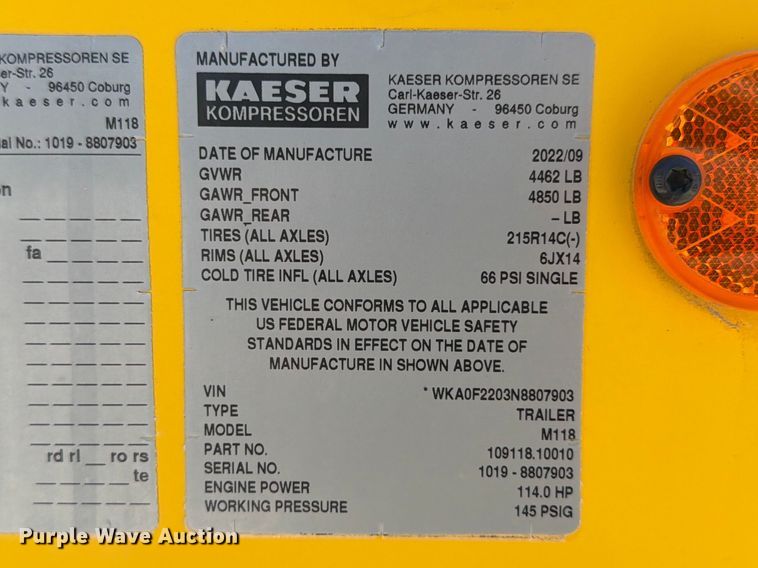 KOMPRESSOREN SE
er-Str. 26
Y - 96450 Coburg
kaeser.com
M118
al No.: 1019 - 8807903
on
fa
rd rl ro rs
te
MANUFACTURED BY
KAESER
KOMPRESSOREN
KAESER KOMPRESSOREN SE
Carl-Kaeser-Str. 26
GERMANY - 96450 Coburg
www.kaeser.com
DATE OF MANUFACTURE 2022/09
GVWR 4462 LB
GAWR_FRONT 4850 LB
GAWR_REAR – LB
TIRES (ALL AXLES) 215R14C(-)
RIMS (ALL AXLES) 6JX14
COLD TIRE INFL (ALL AXLES) 66 PSI SINGLE
THIS VEHICLE CONFORMS TO ALL APPLICABLE
US FEDERAL MOTOR VEHICLE SAFETY
STANDARDS IN EFFECT ON THE DATE OF
MANUFACTURE IN SHOWN ABOVE.
VIN * WKA0F2203N8807903
TYPE TRAILER
MODEL M118
PART NO. 109118.10010
SERIAL NO. 1019 - 8807903
ENGINE POWER 114.0 HP
WORKING PRESSURE 145 PSIG
Purple Wave Auction